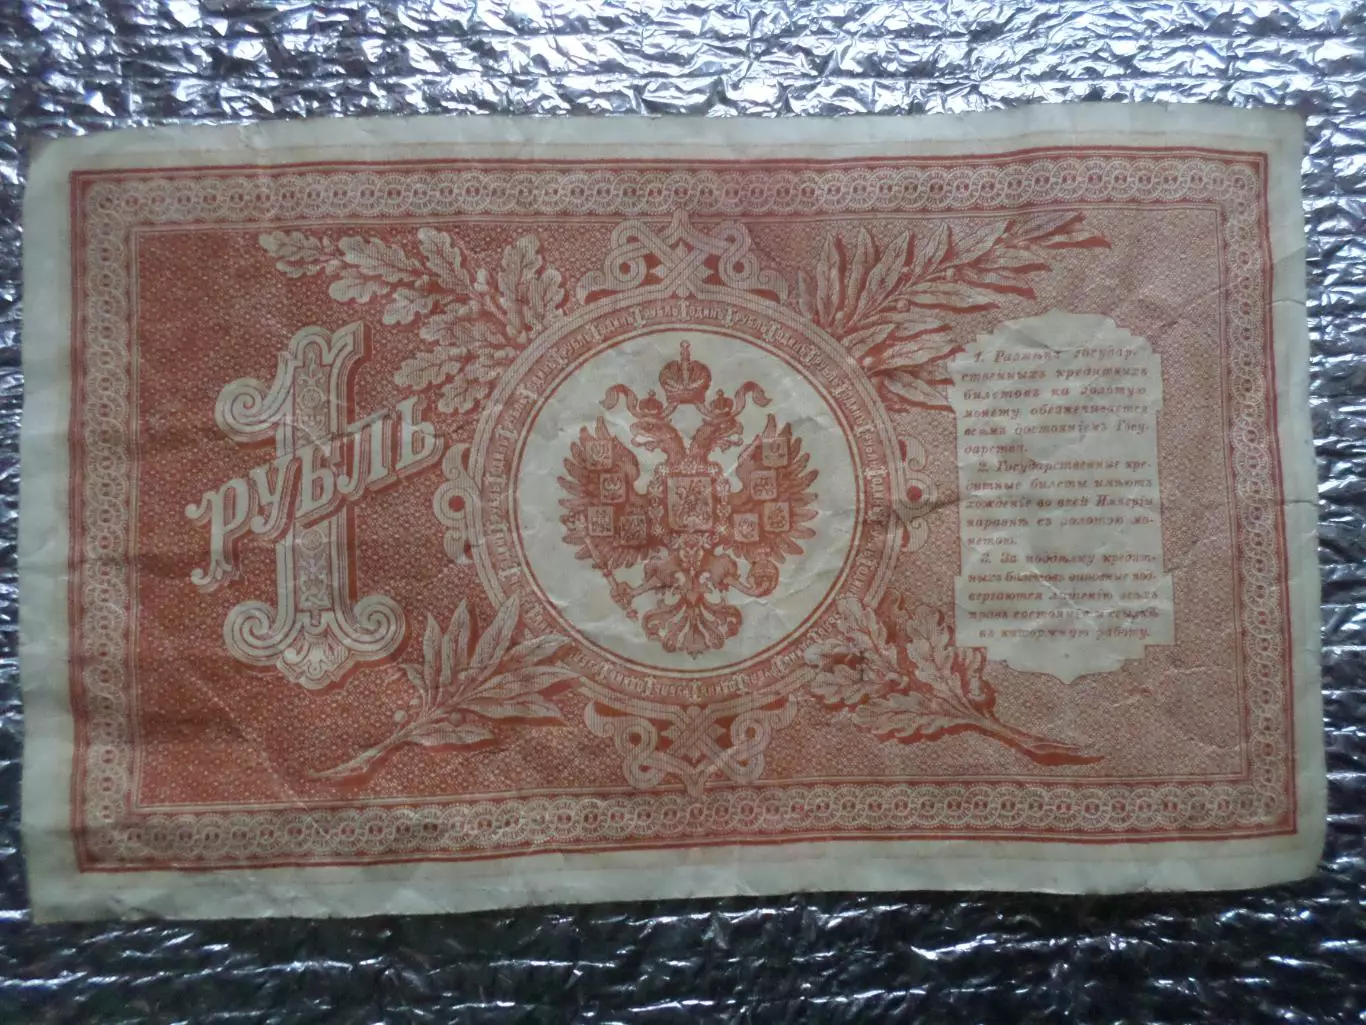 1
РУБЛЬ
1. Размѣнъ Государ-
ственныхъ кредитныхъ
билетовъ на золотую
монету обезпечивается
всѣмъ достояніемъ Госу-
дарства.
2. Государственные кре-
дитные билеты имѣютъ
хожденіе во всей Имперіи
наравнѣ съ золотою мо-
нетою.
3. За поддѣлку кредит-
ныхъ билетовъ виновные под-
вергаются лишенію всѣхъ
правъ состоянія и ссылкѣ
въ каторжную работу.